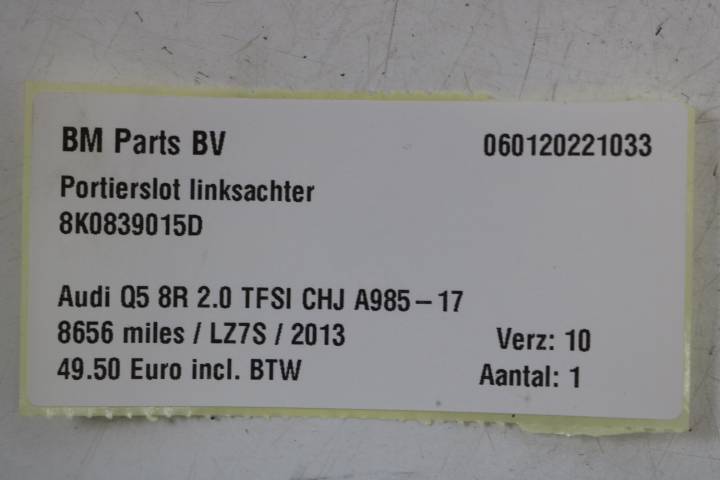 BM Parts BV 060120221033
Portierslot linksachter
8K0839015D
Audi Q5 8R 2.0 TFSI CHJ A985-17
8656 miles / LZ7S / 2013 Verz: 10
49.50 Euro incl. BTW Aantal: 1